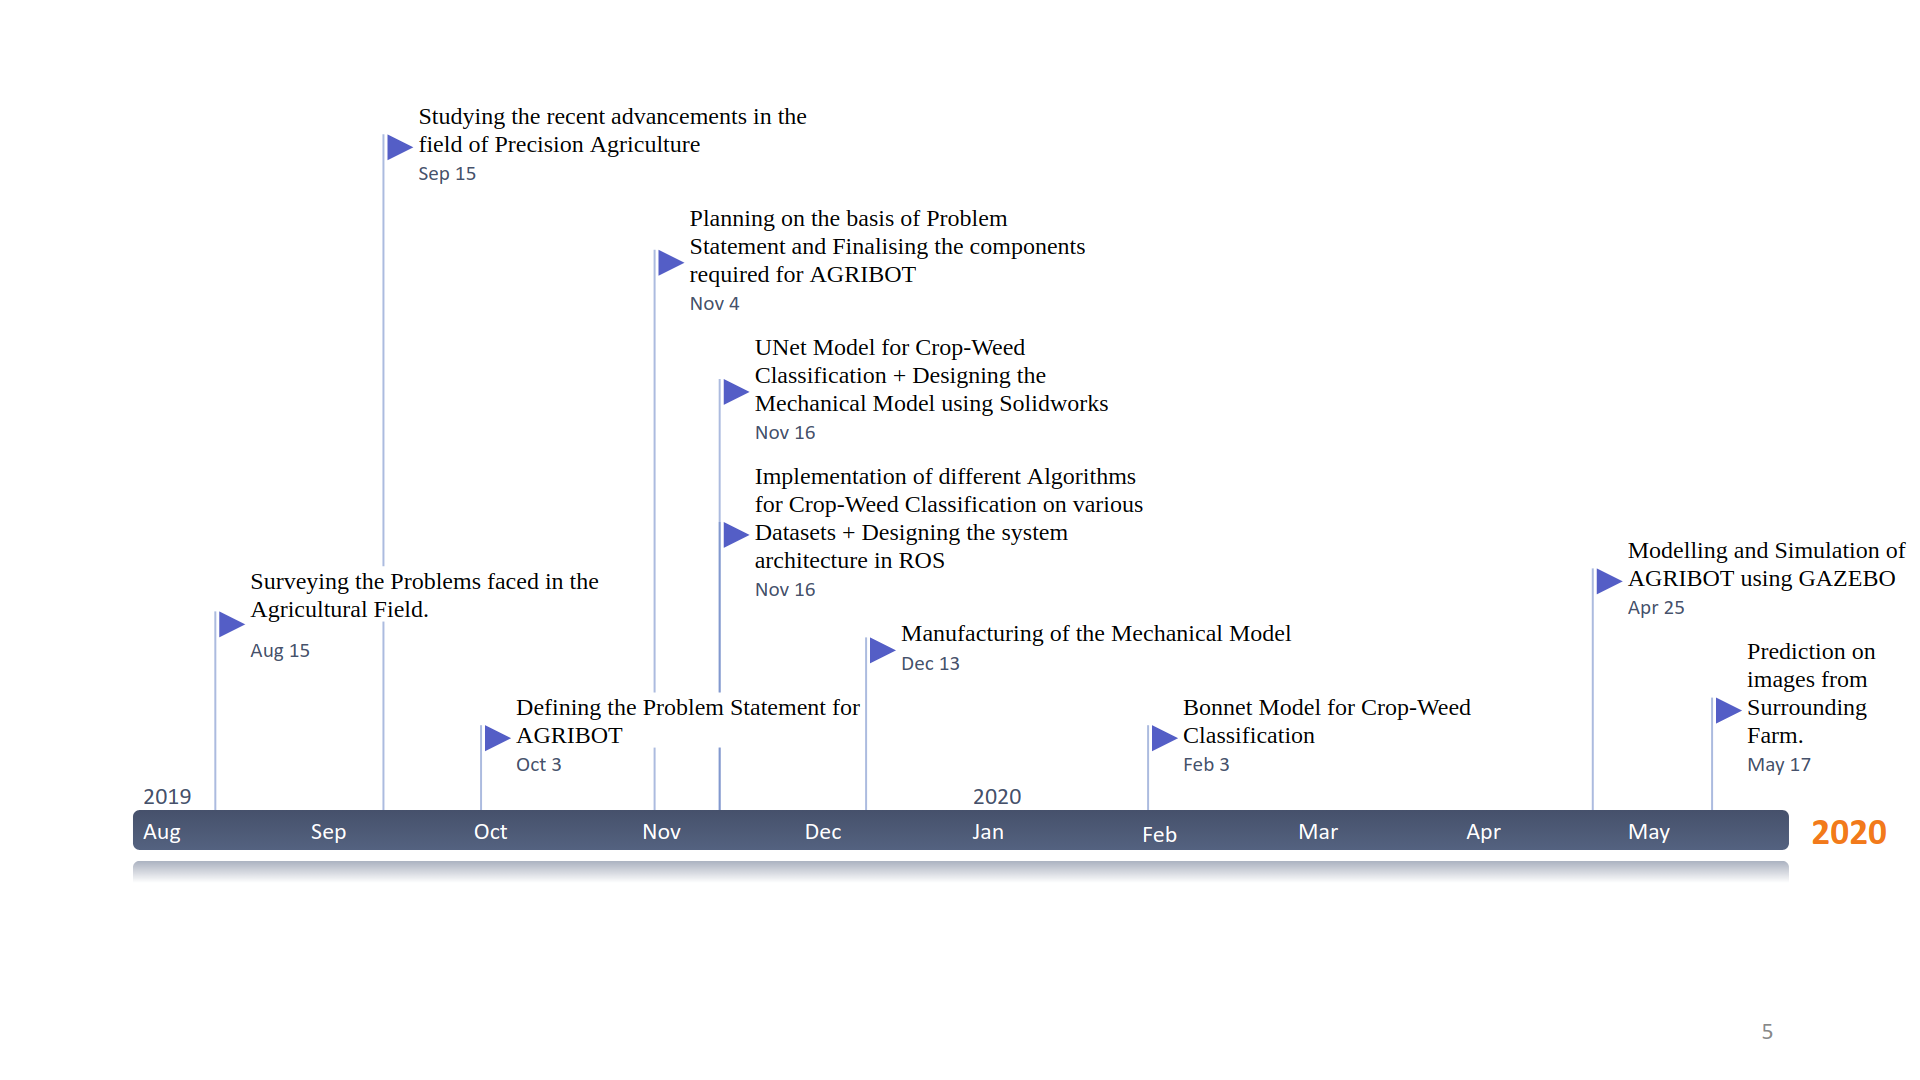 Studying the recent advancements in the
field of Precision Agriculture
Sep 15
Planning on the basis of Problem
Statement and Finalising the components
required for AGRIBOT
Nov 4
UNet Model for Crop-Weed
Classification + Designing the
Mechanical Model using Solidworks
Nov 16
Implementation of different Algorithms
for Crop-Weed Classification on various
Datasets + Designing the system
architecture in ROS
Nov 16
Surveying the Problems faced in the
Agricultural Field.
Aug 15
Modelling and Simulation of
AGRIBOT using GAZEBO
Apr 25
Manufacturing of the Mechanical Model
Dec 13
Prediction on
images from
Surrounding
Farm.
May 17
Defining the Problem Statement for
AGRIBOT
Oct 3
Bonnet Model for Crop-Weed
Classification
Feb 3
2019
2020
Aug Sep Oct Nov Dec Jan Feb Mar Apr May
2020
5